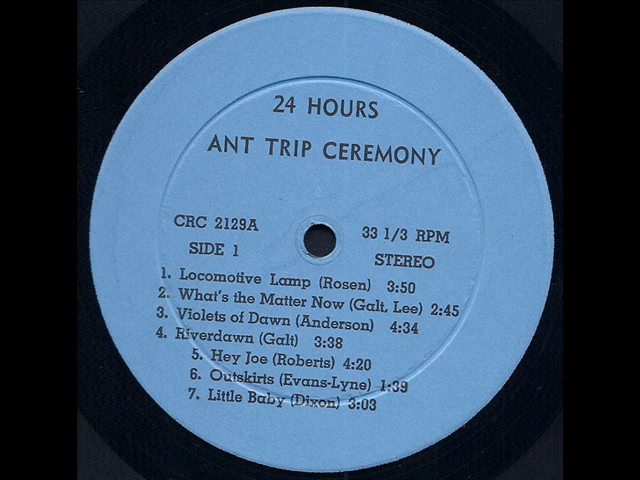 24 HOURS
ANT TRIP CEREMONY
CRC 2129A
33 1/3 RPM
SIDE 1
STEREO
1. Locomotive Lamp (Rosen) 3:50
2. What's the Matter Now (Galt, Lee) 2:45
3. Violets of Dawn (Anderson) 4:34
4. Riverdawn (Galt) 3:38
5. Hey Joe (Roberts) 4:20
6. Outskirts (Evans-Lyne) 1:39
7. Little Baby (Dixon) 3:03